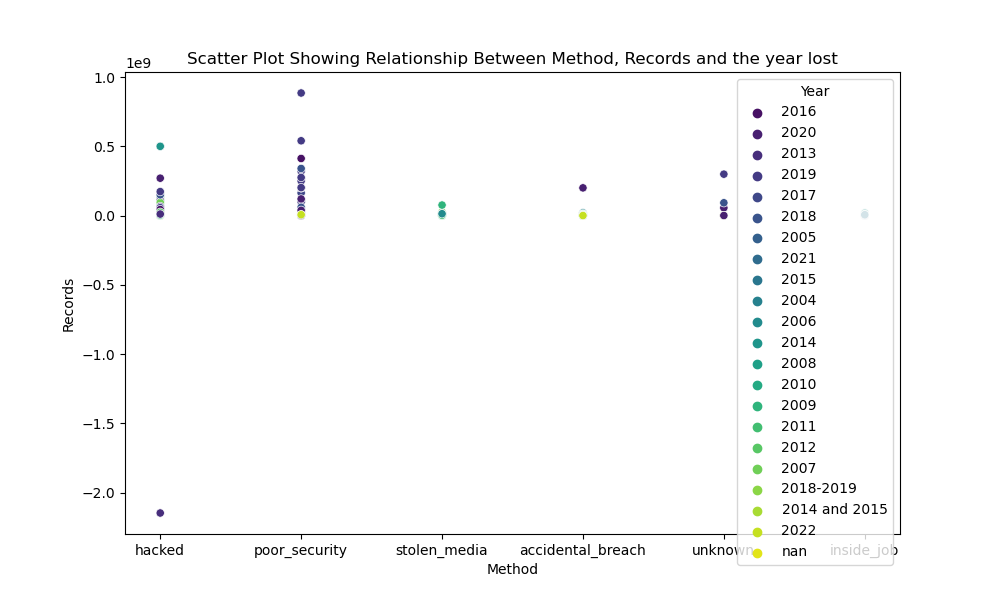 Scatter Plot Showing Relationship Between Method, Records and the year lost
1e9
1.0
0.5
0.0
−0.5
−1.0
−1.5
−2.0
Records
hacked
poor_security
stolen_media
accidental_breach
unknown
inside_job
Method
Year
2016
2020
2013
2019
2017
2018
2005
2021
2015
2004
2006
2014
2008
2010
2009
2011
2012
2007
2018-2019
2014 and 2015
2022
nan